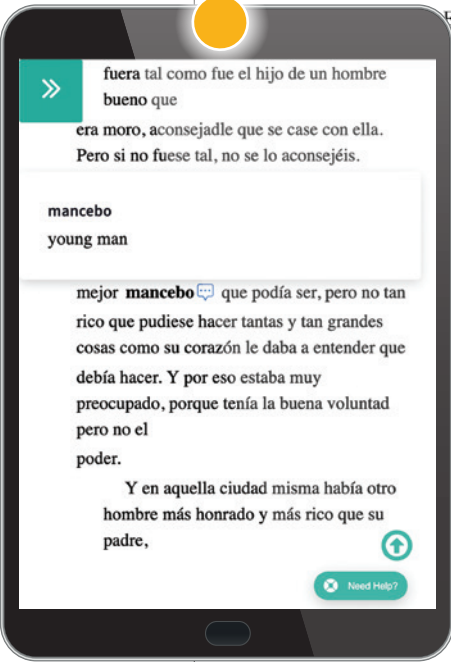 fuera tal como fue el hijo de un hombre
bueno que
era moro, aconsejadle que se case con ella.
Pero si no fuese tal, no se lo aconsejéis.
mancebo
young man
mejor mancebo que podía ser, pero no tan
rico que pudiese hacer tantas y tan grandes
cosas como su corazón le daba a entender que
debía hacer. Y por eso estaba muy
preocupado, porque tenía la buena voluntad
pero no el
poder.
Y en aquella ciudad misma había otro
hombre más honrado y más rico que su
padre,
Need Help?